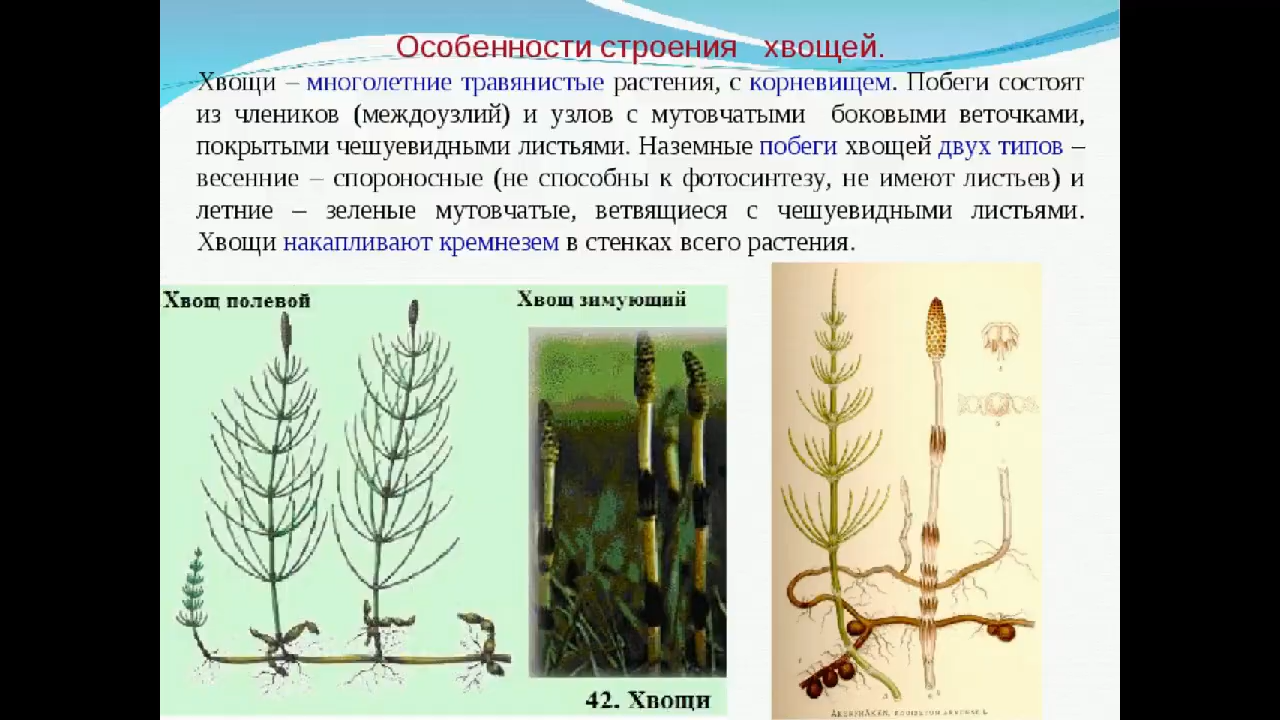 Особенности строения хвощей.
Хвощи – многолетние травянистые растения, с корневищем. Побеги состоят
из члеников (междоузлий) и узлов с мутовчатыми боковыми веточками,
покрытыми чешуевидными листьями. Наземные побеги хвощей двух типов –
весенние – спороносные (не способны к фотосинтезу, не имеют листьев) и
летние – зеленые мутовчатые, ветвящиеся с чешуевидными листьями.
Хвощи накапливают кремнезем в стенках всего растения.
Хвощ полевой
Хвощ зимующий
42. Хвощи